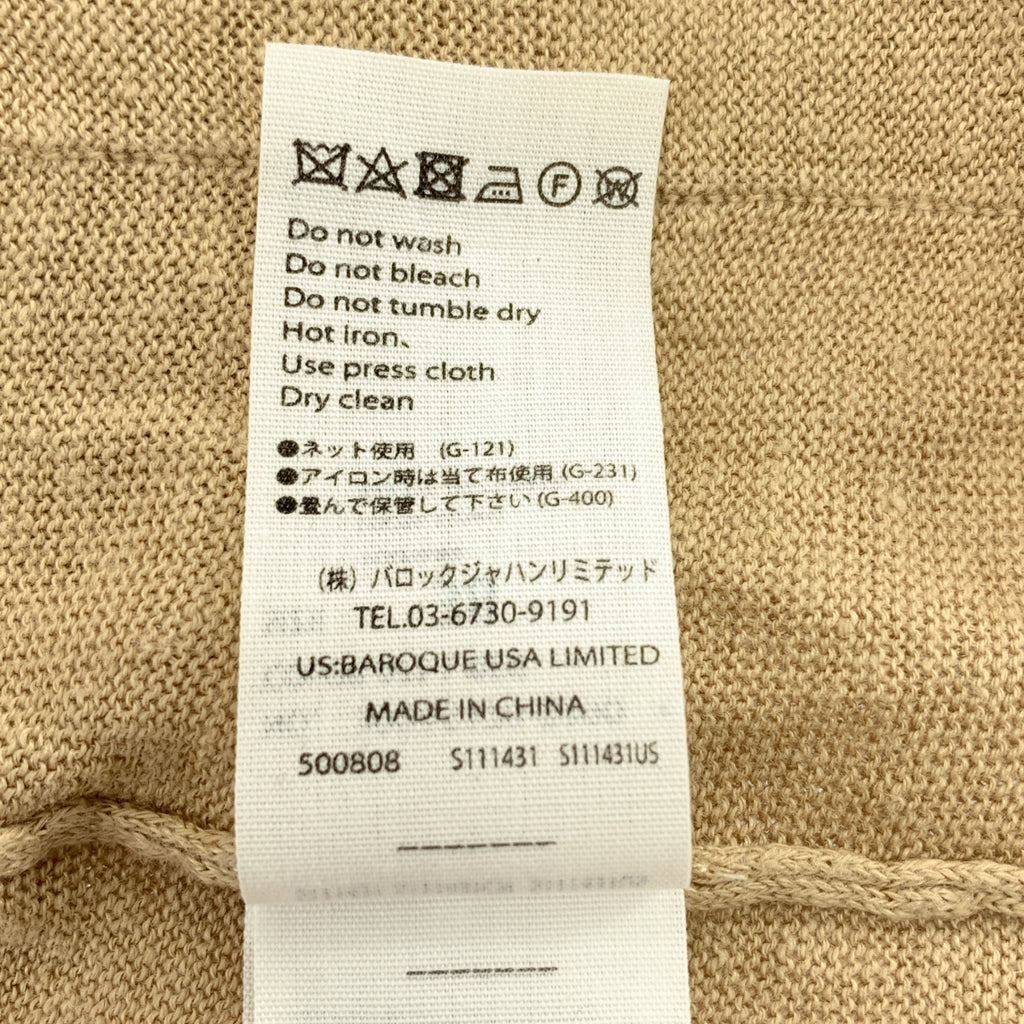 F W
Do not wash
Do not bleach
Do not tumble dry
Hot iron、
Use press cloth
Dry clean
●ネット使用 (G-121)
●アイロン時は当て布使用 (G-231)
●畳んで保管して下さい (G-400)
（株）バロックジャパンリミテッド
TEL.03-6730-9191
US:BAROQUE USA LIMITED
MADE IN CHINA
500808 S111431 S111431US